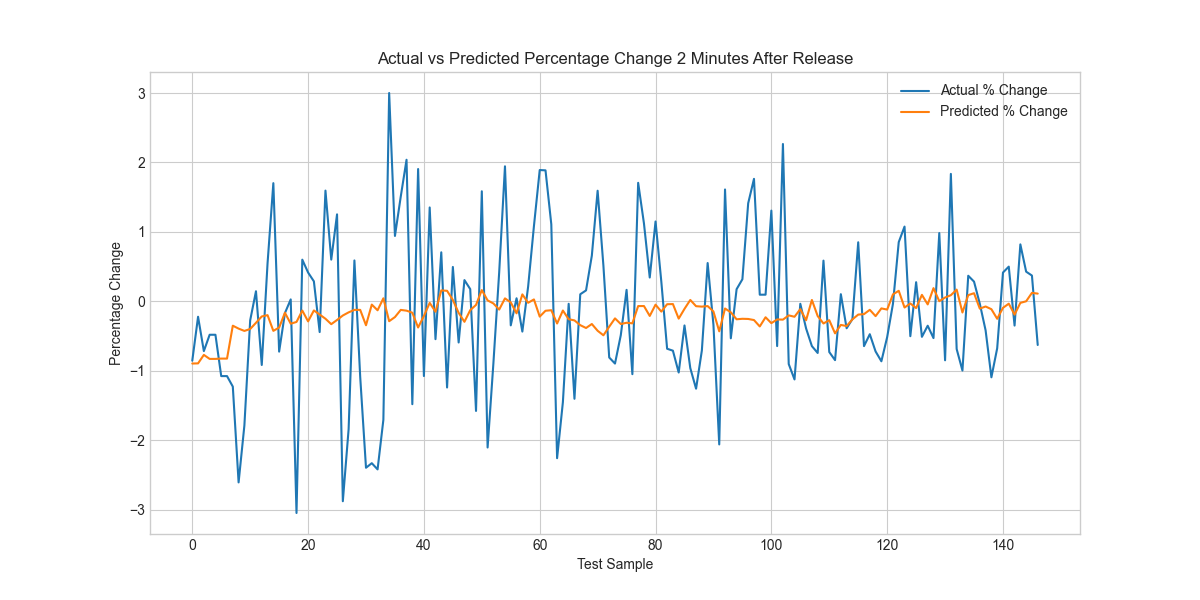 Actual vs Predicted Percentage Change 2 Minutes After Release
Actual % Change
Predicted % Change
Percentage Change
3
2
1
0
−1
−2
−3
0 20 40 60 80 100 120 140
Test Sample